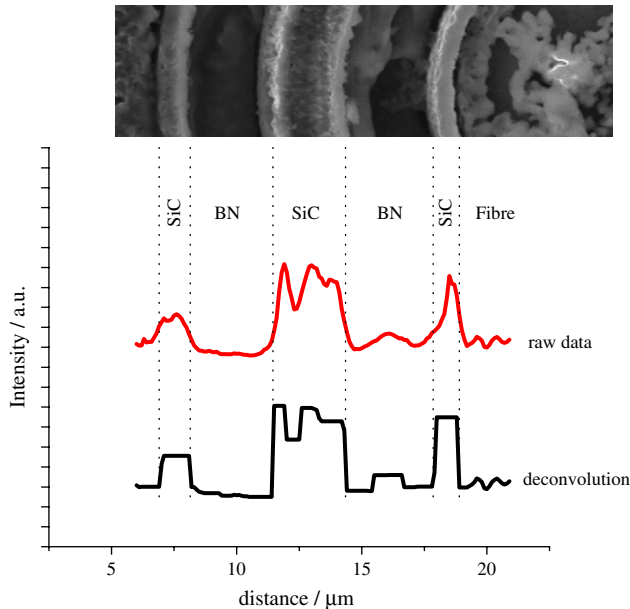 SiC BN SiC BN SiC Fibre
raw data
deconvolution
Intensity / a.u.
5 10 15 20
distance / μm